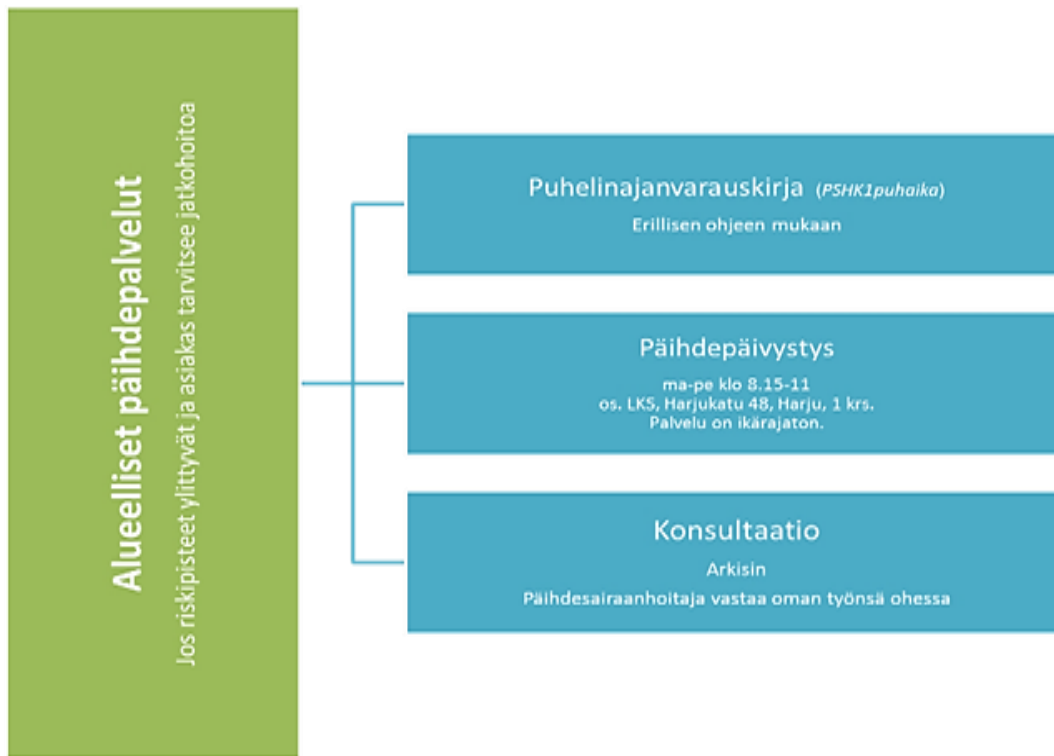 Alueelliset päihdepalvelut
Jos riskipisteet ylittyvät ja asiakas tarvitsee jatkohoitoa
Puhelinajanvarauskirja (PSHK1puhaika)
Erillisen ohjeen mukaan
Päihdepäivystys
ma-pe klo 8.15-11
os. LKS, Harjukatu 48, Harju, 1 krs.
Palvelu on ikärajaton.
Konsultaatio
Arkisin
Päihdesairaanhoitaja vastaa oman työnsä ohessa